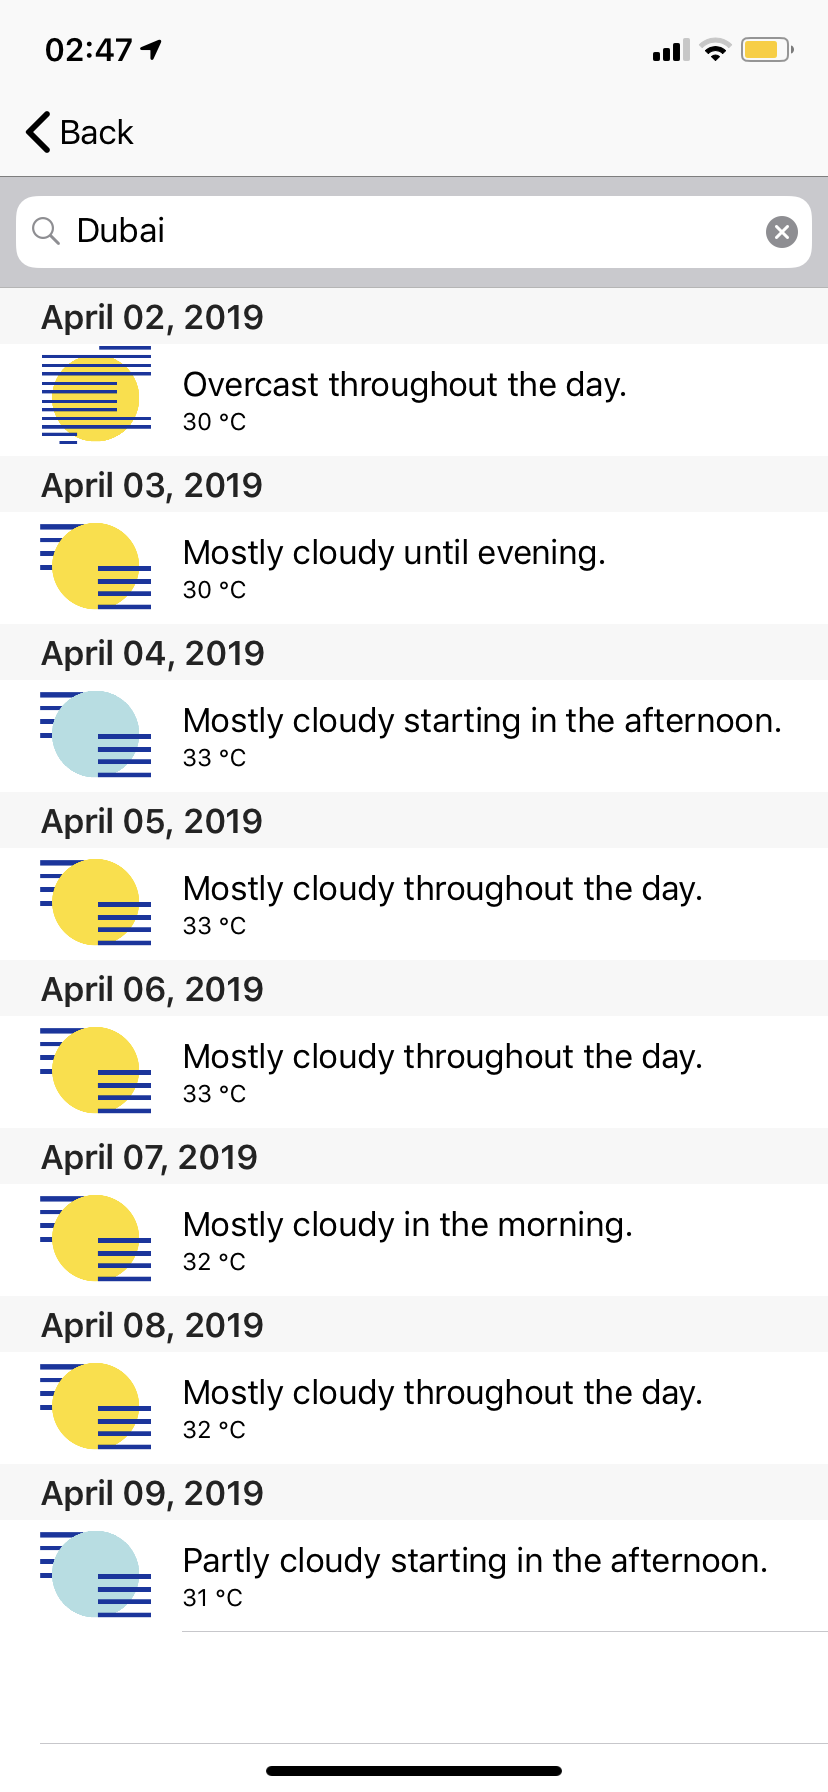 02:47
Back
Dubai
April 02, 2019
Overcast throughout the day.
30 °C
April 03, 2019
Mostly cloudy until evening.
30 °C
April 04, 2019
Mostly cloudy starting in the afternoon.
33 °C
April 05, 2019
Mostly cloudy throughout the day.
33 °C
April 06, 2019
Mostly cloudy throughout the day.
33 °C
April 07, 2019
Mostly cloudy in the morning.
32 °C
April 08, 2019
Mostly cloudy throughout the day.
32 °C
April 09, 2019
Partly cloudy starting in the afternoon.
31 °C